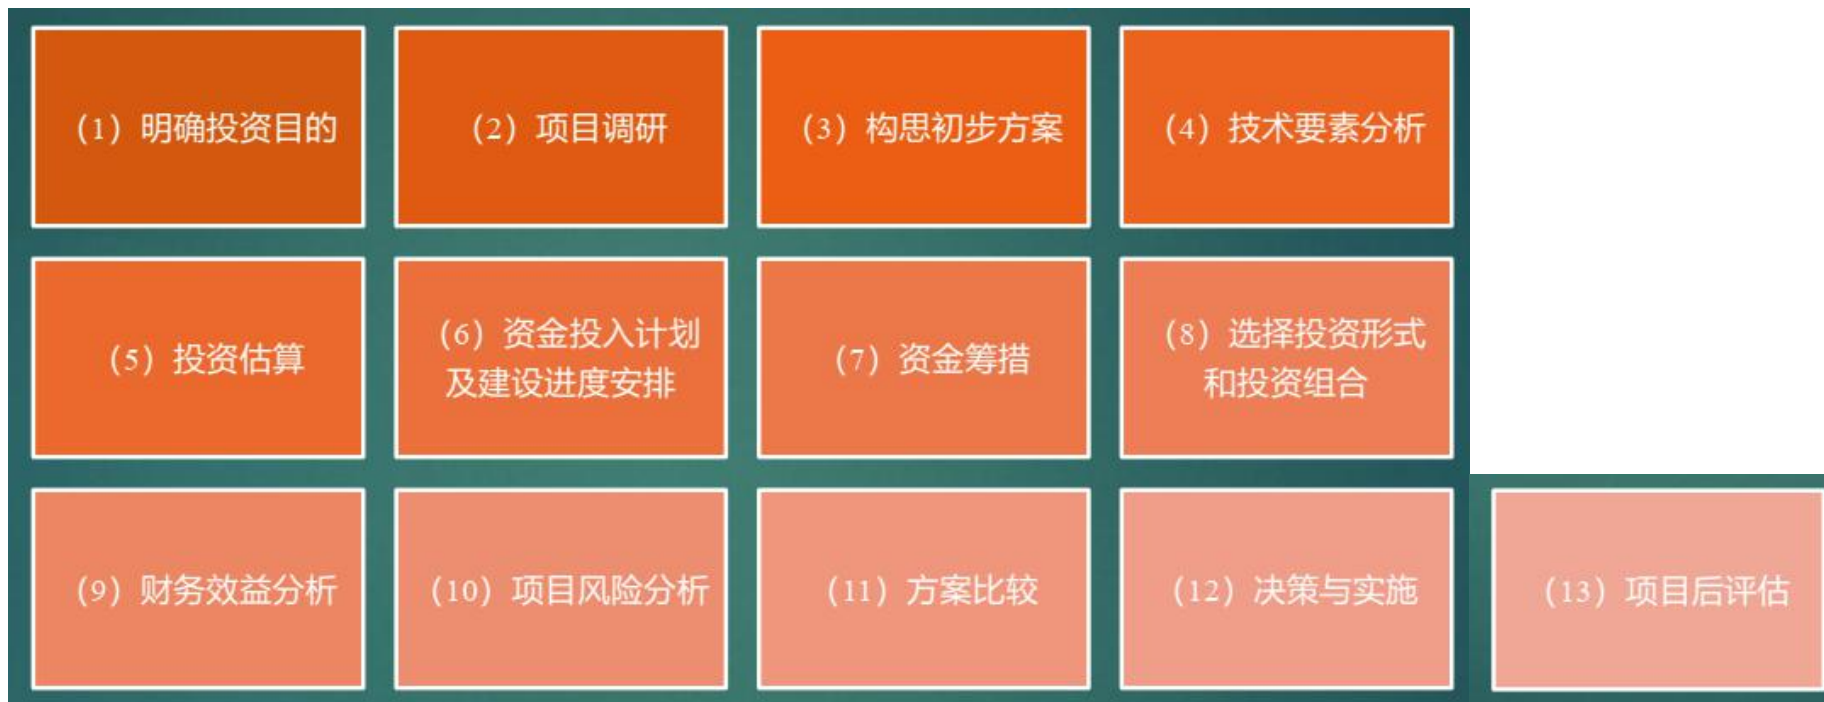 （1）明确投资目的
（2）项目调研
（3）构思初步方案
（4）技术要素分析
（5）投资估算
（6）资金投入计划
及建设进度安排
（7）资金筹措
（8）选择投资形式
和投资组合
（9）财务效益分析
（10）项目风险分析
（11）方案比较
（12）决策与实施
（13）项目后评估